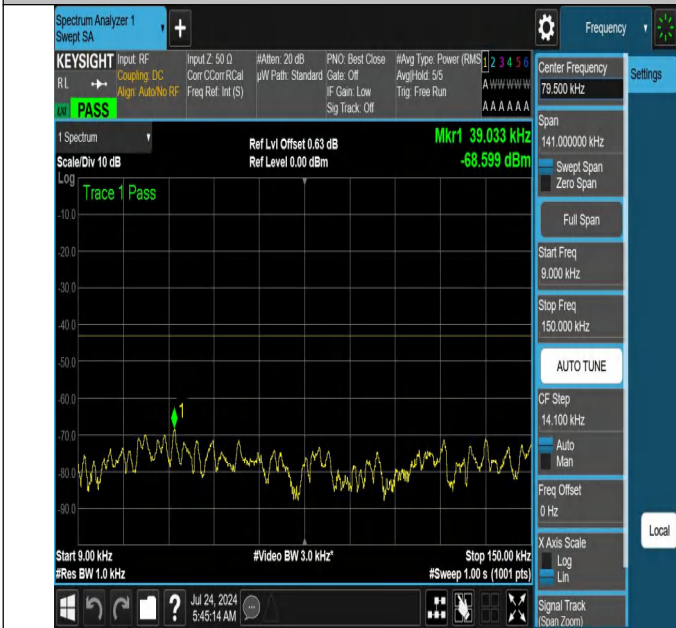 Spectrum Analyzer 1
Swept SA
+
Frequency
KEYSIGHT
Input: RF
Coupling: DC
Align: Auto/No RF
Input Z: 50 Ω
Corr CCorr RCal
Freq Ref: Int (S)
#Atten: 20 dB
µW Path: Standard
PNO: Best Close
Gate: Off
IF Gain: Low
Sig Track: Off
#Avg Type: Power (RMS
Avg|Hold: 5/5
Trig: Free Run
1 2 3 4 5 6
A W W W W W
A A A A A A
R L
PASS
1 Spectrum
Scale/Div 10 dB
Ref Lvl Offset 0.63 dB
Ref Level 0.00 dBm
Mkr1 39.033 kHz
-68.599 dBm
Log
Trace 1 Pass
-10.0
-20.0
-30.0
-40.0
-50.0
-60.0
-70.0
-80.0
-90.0
1
Start 9.00 kHz
#Res BW 1.0 kHz
#Video BW 3.0 kHz*
Stop 150.00 kHz
#Sweep 1.00 s (1001 pts)
Jul 24, 2024
5:45:14 AM
?
Center Frequency
79.500 kHz
Settings
Span
141.000000 kHz
Swept Span
Zero Span
Full Span
Start Freq
9.000 kHz
Stop Freq
150.000 kHz
AUTO TUNE
CF Step
14.100 kHz
Auto
Man
Freq Offset
0 Hz
X Axis Scale
Log
Lin
Local
Signal Track
(Span Zoom)